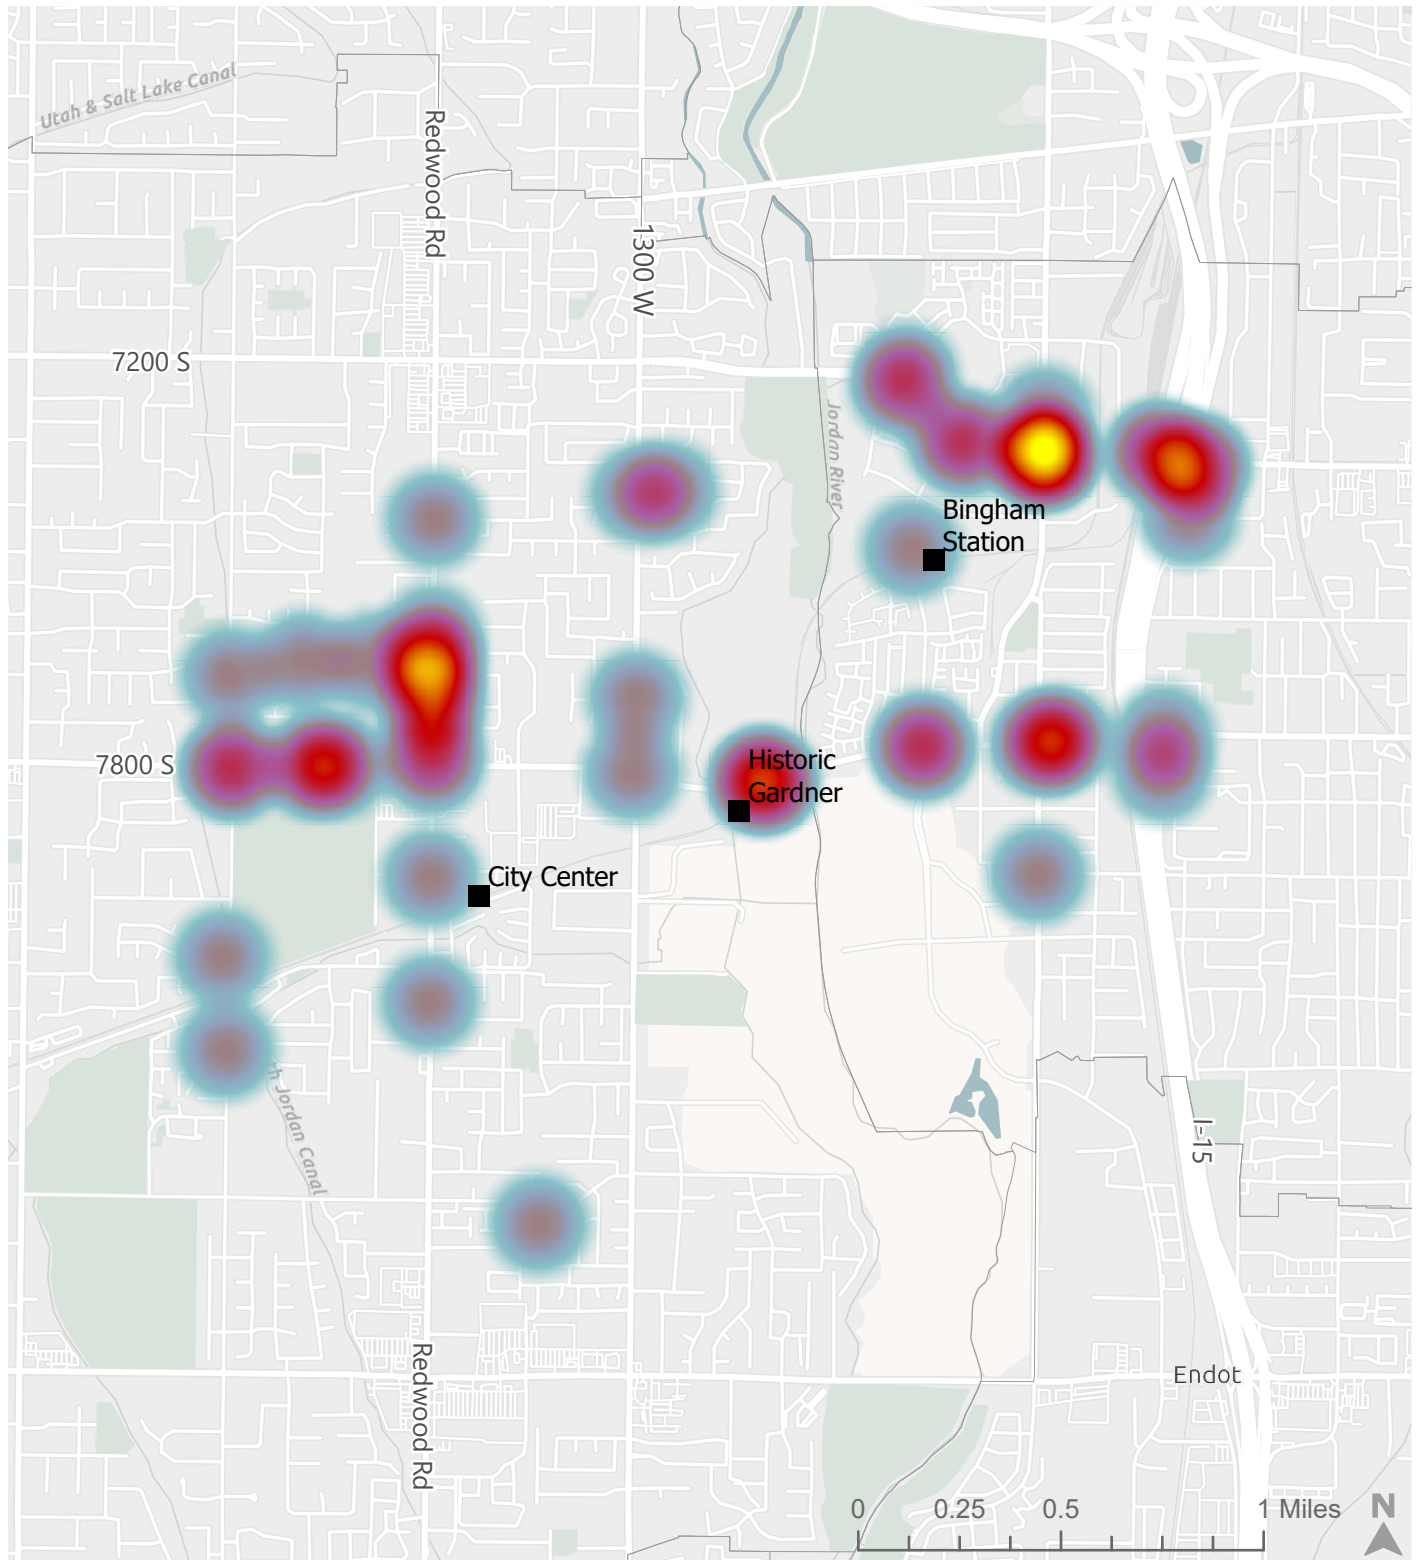 Utah & Salt Lake Canal
Redwood Rd
1300 W
7200 S
Jordan River
Bingham
Station
Historic
Gardner
7800 S
City Center
th Jordan Canal
I-15
Endot
Redwood Rd
0 0.25 0.5 1 Miles
N